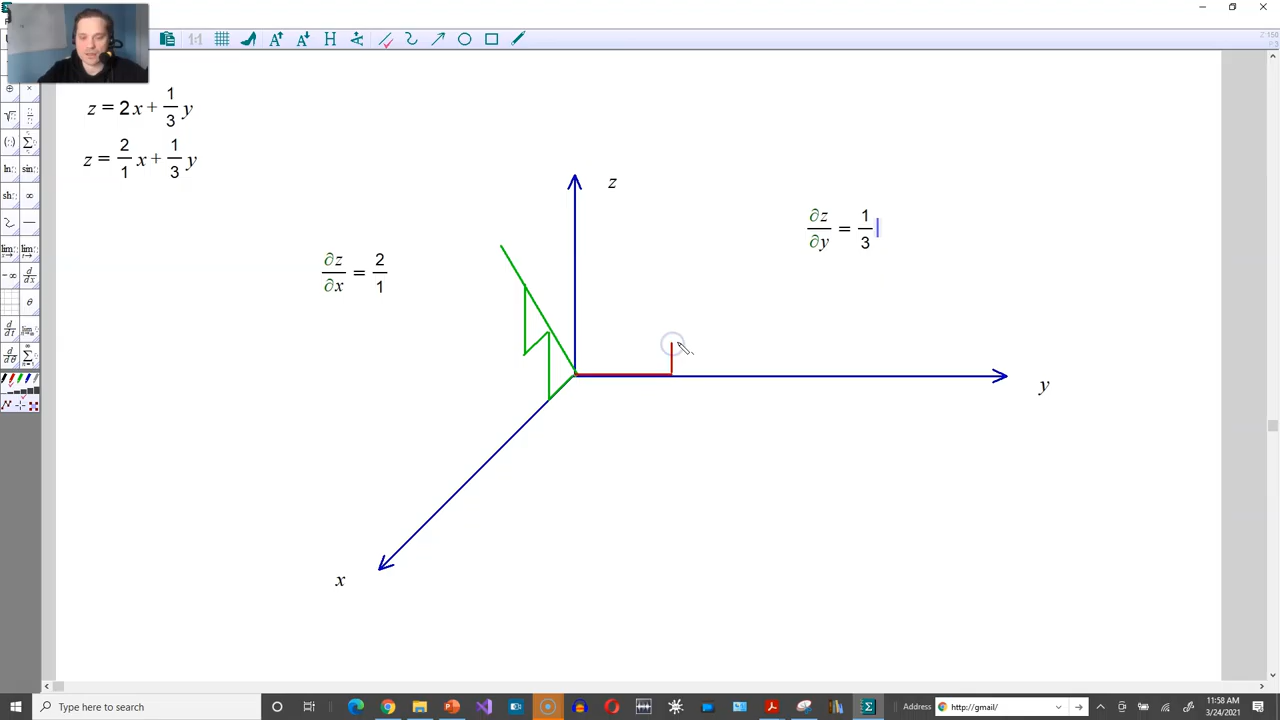 z = 2x + 1/3 y
z = 2/1 x + 1/3 y
z
∂z/∂y = 1/3
∂z/∂x = 2/1
y
x
Type here to search
Address
http://gmail/
11:58 AM
3/24/2021